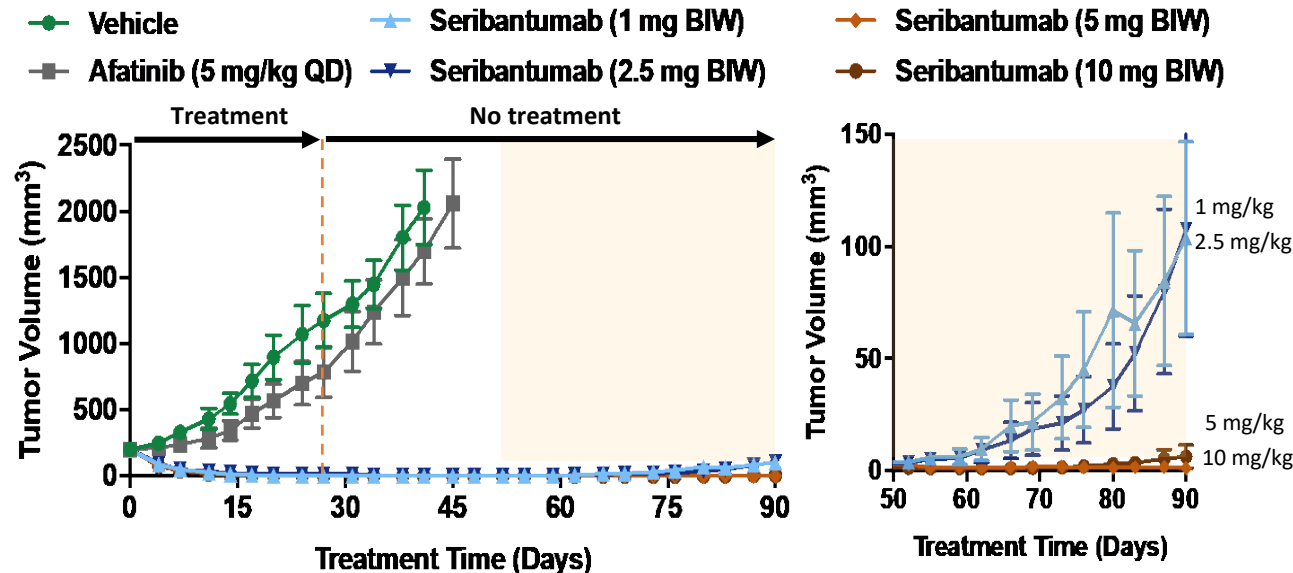 Vehicle
Seribantumab (1 mg BIW)
Seribantumab (5 mg BIW)
Afatinib (5 mg/kg QD)
Seribantumab (2.5 mg BIW)
Seribantumab (10 mg BIW)
Treatment
No treatment
Tumor Volume (mm³)
2500
2000
1500
1000
500
0
0
15
30
45
60
75
90
Treatment Time (Days)
Tumor Volume (mm³)
150
100
50
0
50
60
70
80
90
Treatment Time (Days)
1 mg/kg
2.5 mg/kg
5 mg/kg
10 mg/kg